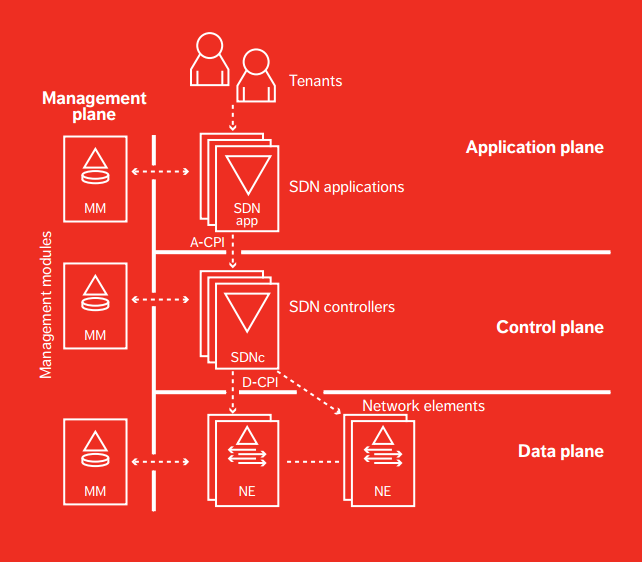 Tenants
Management
plane
Application plane
MM
SDN
app
SDN applications
A-CPI
Management modules
MM
SDNc
SDN controllers
Control plane
D-CPI
Network elements
Data plane
MM
NE
NE